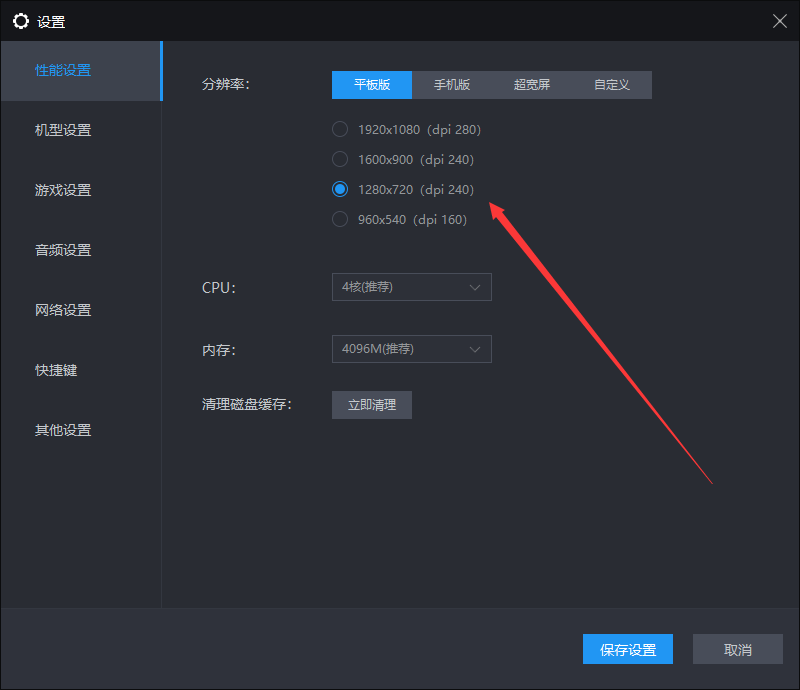 设置
性能设置
机型设置
游戏设置
音频设置
网络设置
快捷键
其他设置
分辨率：
平板版 手机版 超宽屏 自定义
1920x1080（dpi 280）
1600x900（dpi 240）
1280x720（dpi 240）
960x540（dpi 160）
CPU： 4核(推荐)
内存： 4096M(推荐)
清理磁盘缓存： 立即清理
保存设置 取消